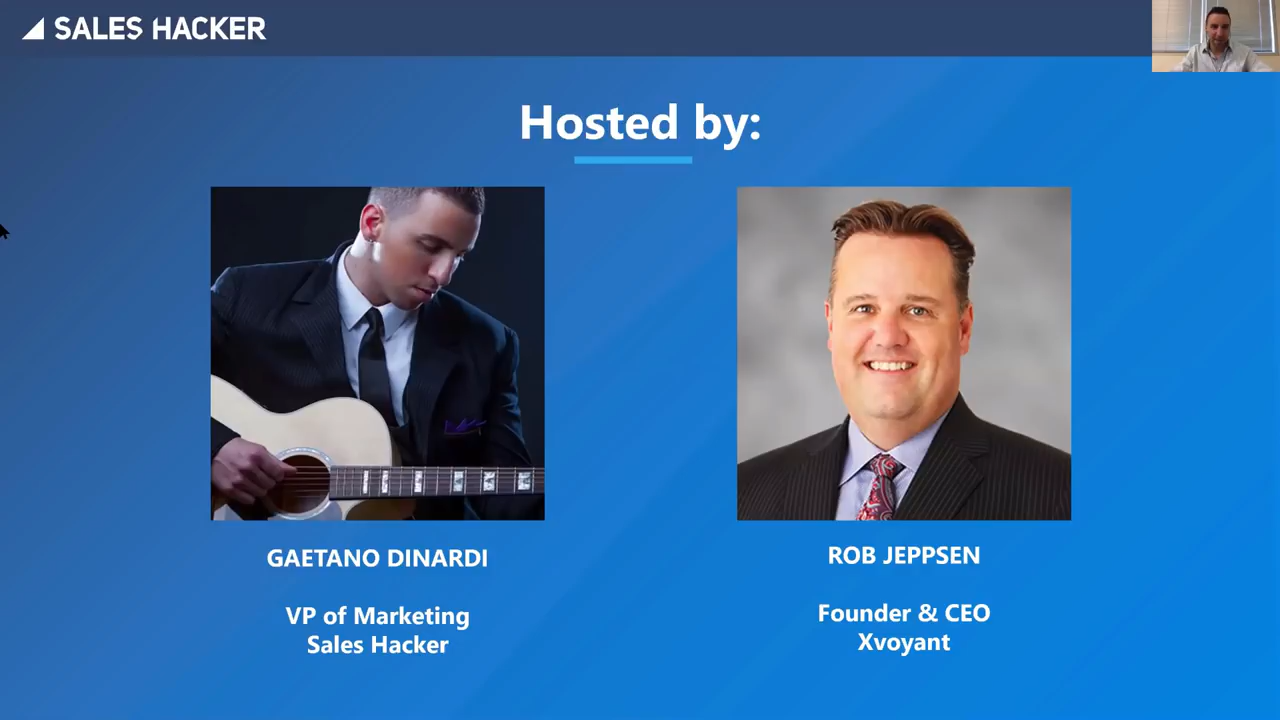 SALES HACKER
Hosted by:
GAETANO DINARDI
VP of Marketing
Sales Hacker
ROB JEPPSEN
Founder & CEO
Xvoyant